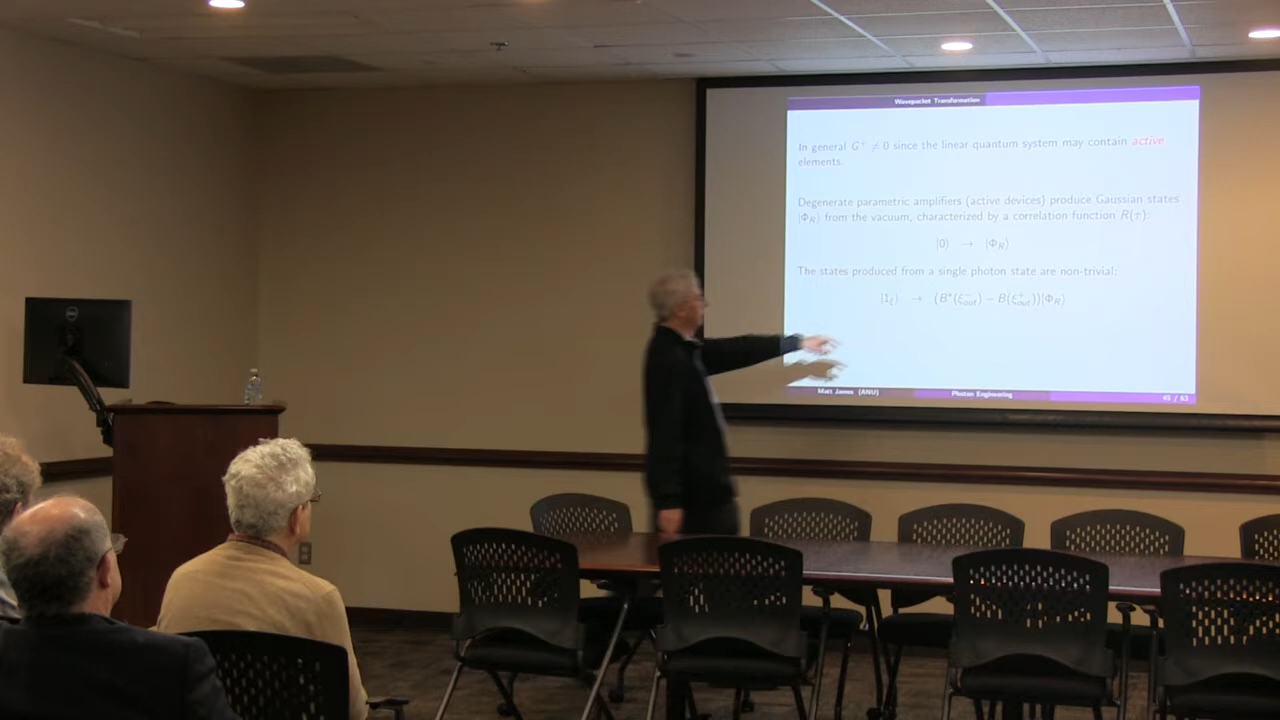 Wavepacket Transformation
In general G⁺ ≠ 0 since the linear quantum system may contain active
elements.
Degenerate parametric amplifiers (active devices) produce Gaussian states
|Φ_R⟩ from the vacuum, characterized by a correlation function R(τ):
|0⟩ → |Φ_R⟩
The states produced from a single photon state are non-trivial:
|1_ξ⟩ → (B*(ξ⁻_out) − B(ξ⁺_out))|Φ_R⟩
Matt James (ANU) Photon Engineering 45 / 63
DELL